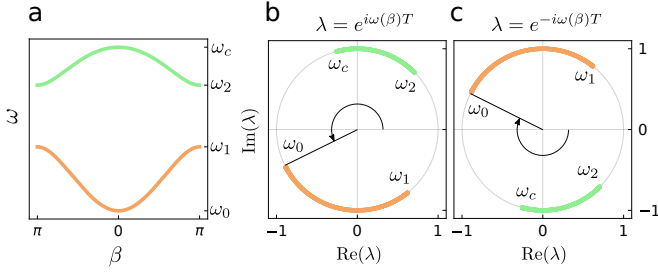 a
ω
ω_c
ω_2
ω_1
ω_0
π
0
π
β
b
λ = e^{iω(β)T}
Im(λ)
ω_c
ω_2
ω_0
ω_1
−1
0
1
Re(λ)
c
λ = e^{−iω(β)T}
ω_1
ω_0
ω_2
ω_c
1
0
−1
−1
0
1
Re(λ)